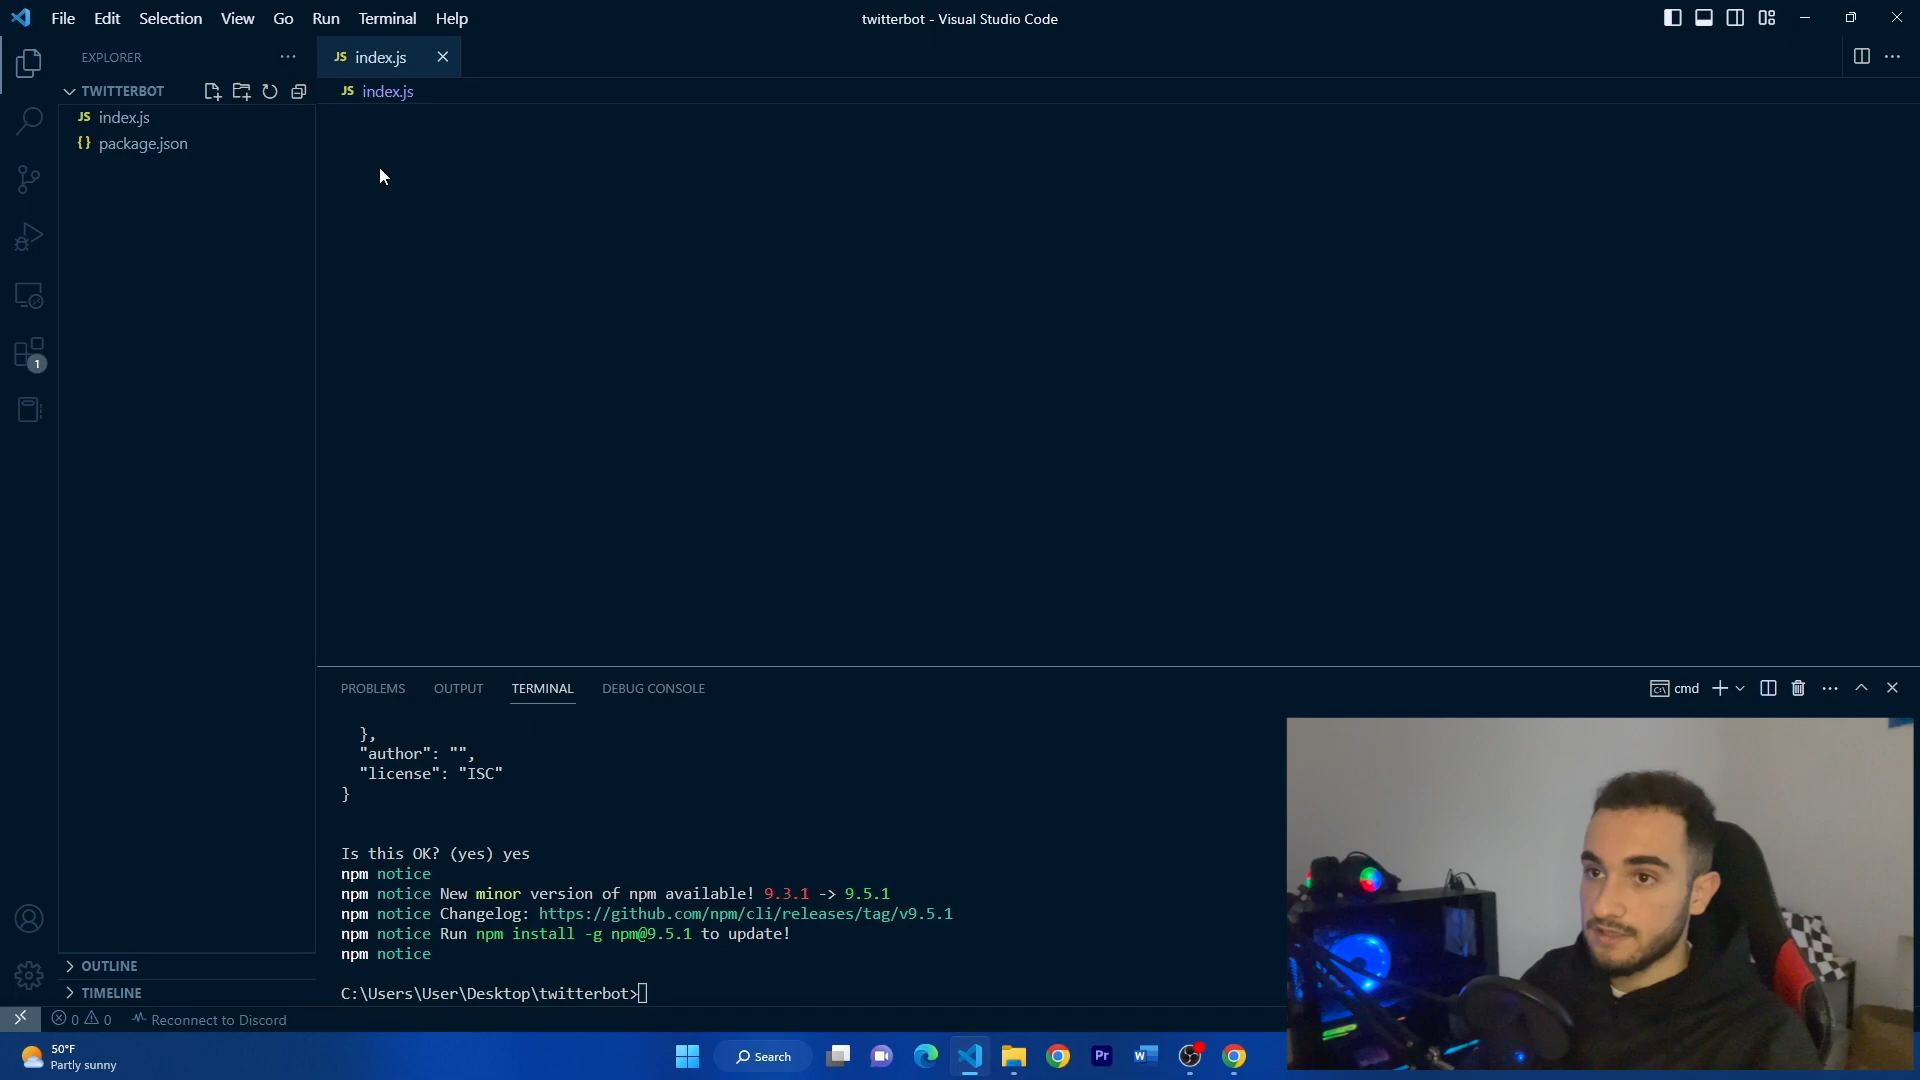 File Edit Selection View Go Run Terminal Help
twitterbot - Visual Studio Code
EXPLORER
JS index.js
TWITTERBOT
JS index.js
JS index.js
{} package.json
1
PROBLEMS OUTPUT TERMINAL DEBUG CONSOLE
cmd
},
"author": "",
"license": "ISC"
}
Is this OK? (yes) yes
npm notice
npm notice New minor version of npm available! 9.3.1 -> 9.5.1
npm notice Changelog: https://github.com/npm/cli/releases/tag/v9.5.1
npm notice Run npm install -g npm@9.5.1 to update!
npm notice
C:\Users\User\Desktop\twitterbot>
OUTLINE
TIMELINE
0 0 Reconnect to Discord
50°F
Partly sunny
Search
Pr
W